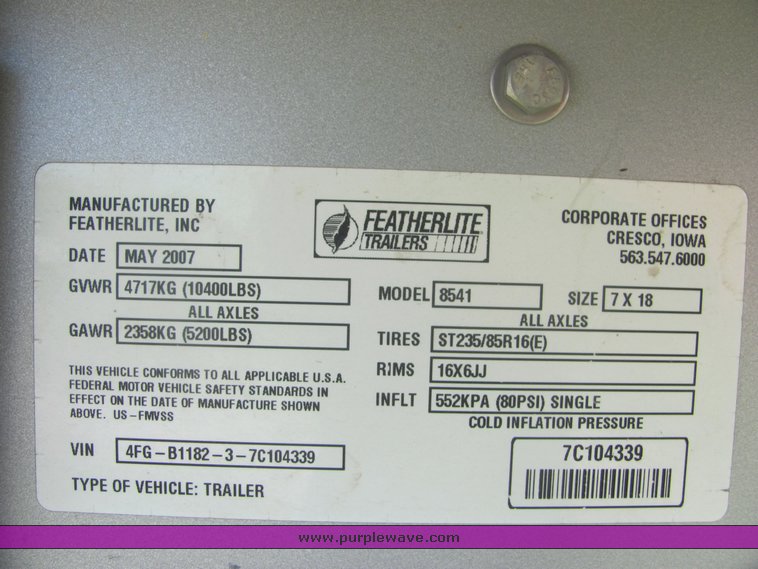 MANUFACTURED BY
FEATHERLITE, INC
FEATHERLITE
TRAILERS
CORPORATE OFFICES
CRESCO, IOWA
563.547.6000
DATE MAY 2007
GVWR 4717KG (10400LBS)
ALL AXLES
GAWR 2358KG (5200LBS)
MODEL 8541 SIZE 7 X 18
ALL AXLES
TIRES ST235/85R16(E)
RIMS 16X6JJ
INFLT 552KPA (80PSI) SINGLE
COLD INFLATION PRESSURE
THIS VEHICLE CONFORMS TO ALL APPLICABLE U.S.A.
FEDERAL MOTOR VEHICLE SAFETY STANDARDS IN
EFFECT ON THE DATE OF MANUFACTURE SHOWN
ABOVE. US-FMVSS
VIN 4FG-B1182-3-7C104339
TYPE OF VEHICLE: TRAILER
7C104339
www.purplewave.com